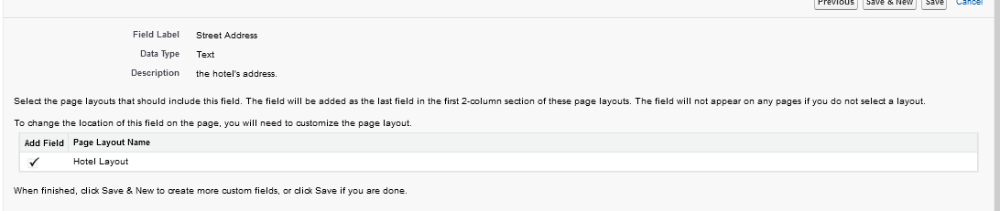 Previous Save & New Save Cancel
Field Label Street Address
Data Type Text
Description the hotel's address.
Select the page layouts that should include this field. The field will be added as the last field in the first 2-column section of these page layouts. The field will not appear on any pages if you do not select a layout.
To change the location of this field on the page, you will need to customize the page layout.
Add Field Page Layout Name
Hotel Layout
When finished, click Save & New to create more custom fields, or click Save if you are done.